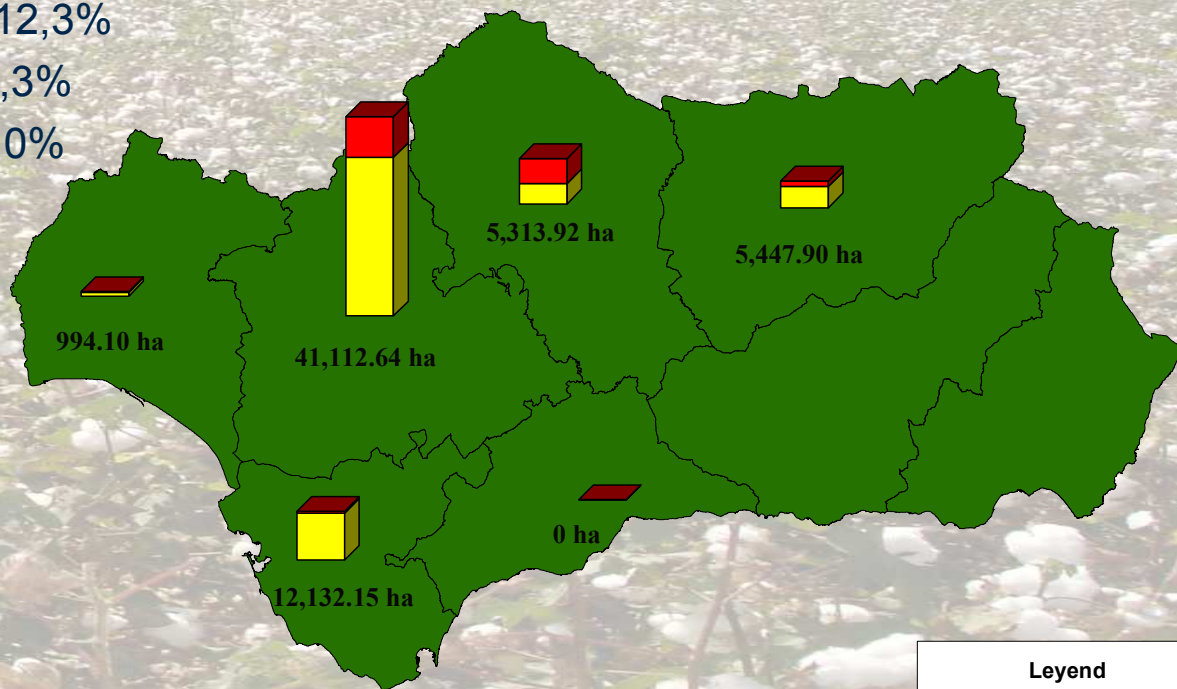 12,3%
,3%
0%
5,313.92 ha
5,447.90 ha
994.10 ha
41,112.64 ha
0 ha
12,132.15 ha
Leyend